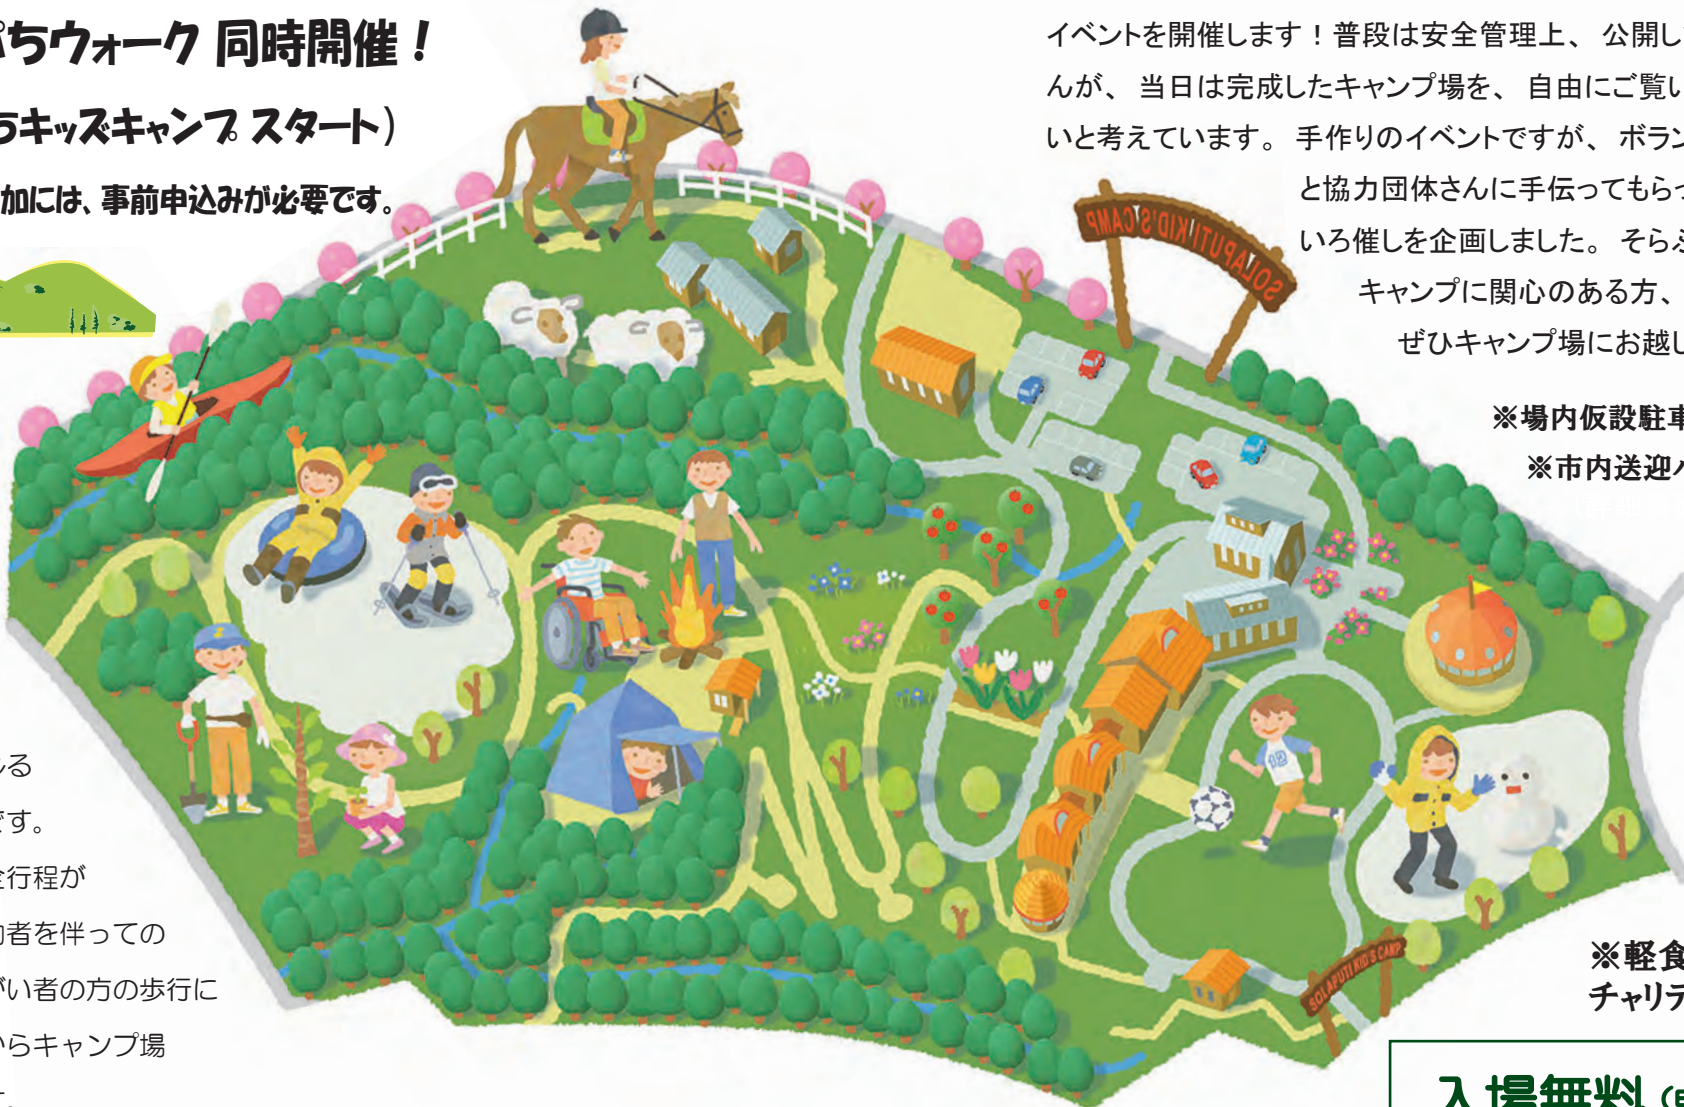 ぷちウォーク 同時開催！
ちキッズキャンプ スタート）
加には、事前申込みが必要です。
イベントを開催します！普段は安全管理上、公開し
んが、当日は完成したキャンプ場を、自由にご覧い
いと考えています。手作りのイベントですが、ボラン
と協力団体さんに手伝ってもらっ
いろ催しを企画しました。そらぷ
キャンプに関心のある方、
ぜひキャンプ場にお越し
※場内仮設駐車
※市内送迎バ
SOLAPUTI KID'S CAMP
る
です。
全行程が
助者を伴っての
がい者の方の歩行に
からキャンプ場
SOLAPUTI KID'S CAMP
※軽食
チャリテ
入場無料